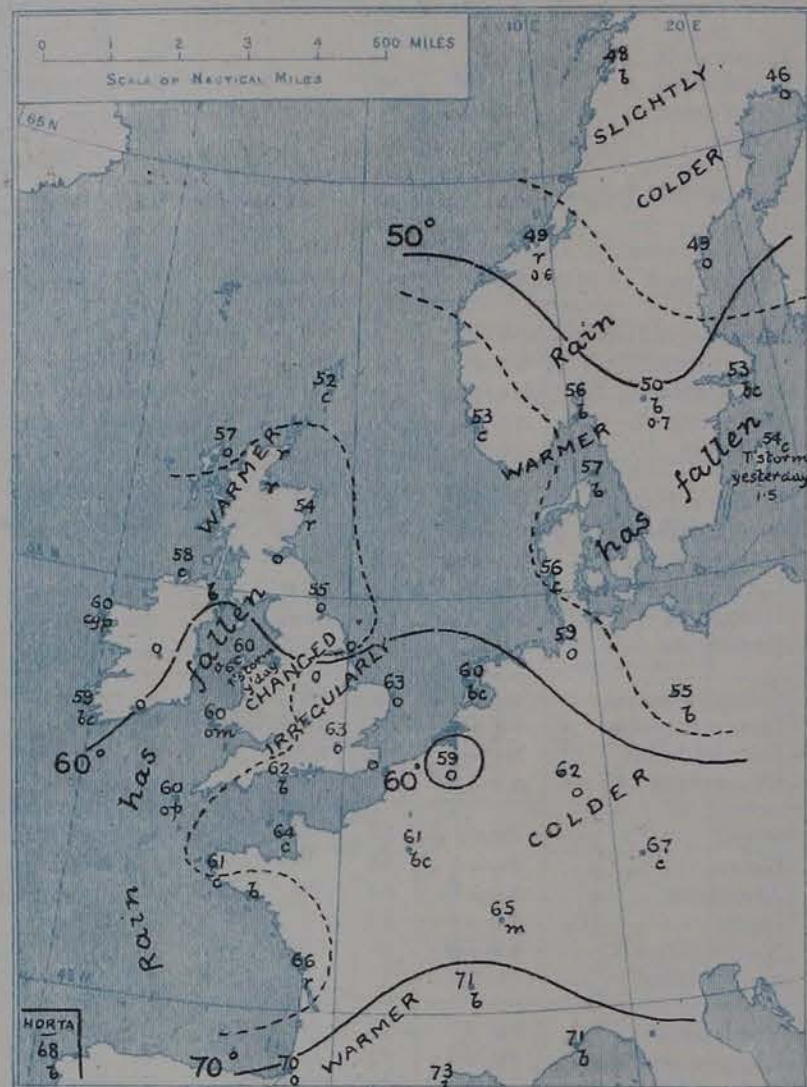 0 1 2 3 4 500 MILES
SCALE OF NAUTICAL MILES
10 E
20 E
65 N
48
b
46
o
SLIGHTLY
COLDER
50°
49
r
0.6
49
o
Rain
52
c
53
c
56
b
50
b
0.7
53
bc
57
o
WARMER
r
r
WARMER
57
b
fallen
54 c
T'storm
yesterday
1.5
54
r
has
58
c
o
56
c
55 N
60
b
fallen
55
o
59
o
o
60
T'storm
y'day
CHANGED
IRREGULARLY
o
o
59
bc
o
60
om
63
o
60
bc
55
b
63
o
60°
has
60
op
62
b
o
60°
59
o
62
o
COLDER
64
c
61
bc
67
c
61
c
b
65
m
Rain
66
r
71
b
WARMER
HORTA
68
b
70°
70
o
71
b
73